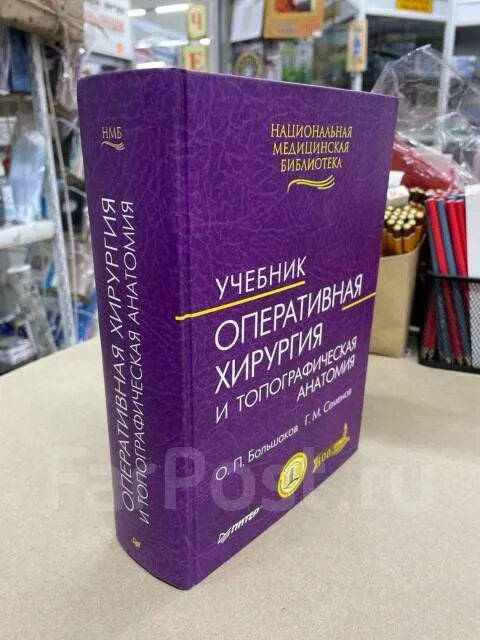 НМБ
ОПЕРАТИВНАЯ ХИРУРГИЯ
И ТОПОГРАФИЧЕСКАЯ АНАТОМИЯ
НАЦИОНАЛЬНАЯ
МЕДИЦИНСКАЯ
БИБЛИОТЕКА
УЧЕБНИК
ОПЕРАТИВНАЯ
ХИРУРГИЯ
И ТОПОГРАФИЧЕСКАЯ
АНАТОМИЯ
О. П. Большаков Г. М. Семенов
ПИТЕР
FarPost.ru